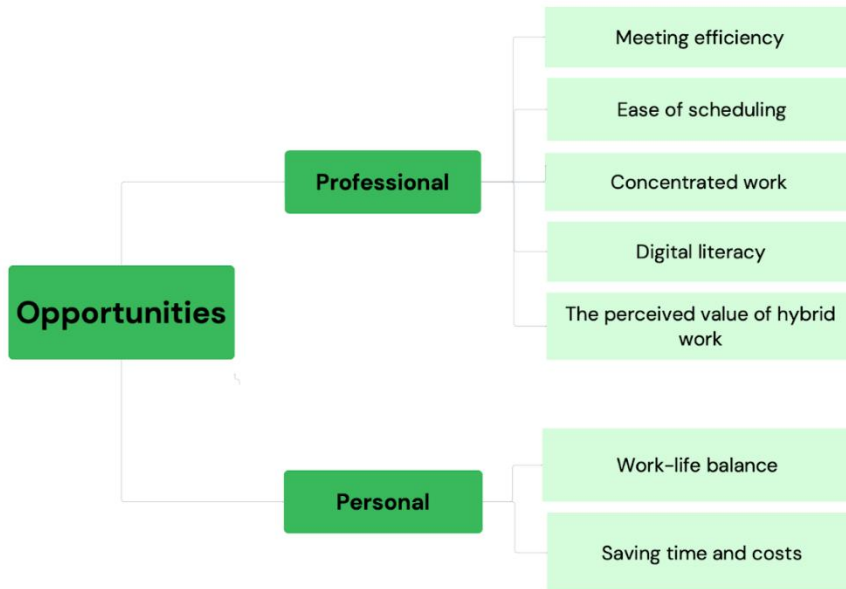 Opportunities
Professional
Meeting efficiency
Ease of scheduling
Concentrated work
Digital literacy
The perceived value of hybrid
work
Personal
Work-life balance
Saving time and costs